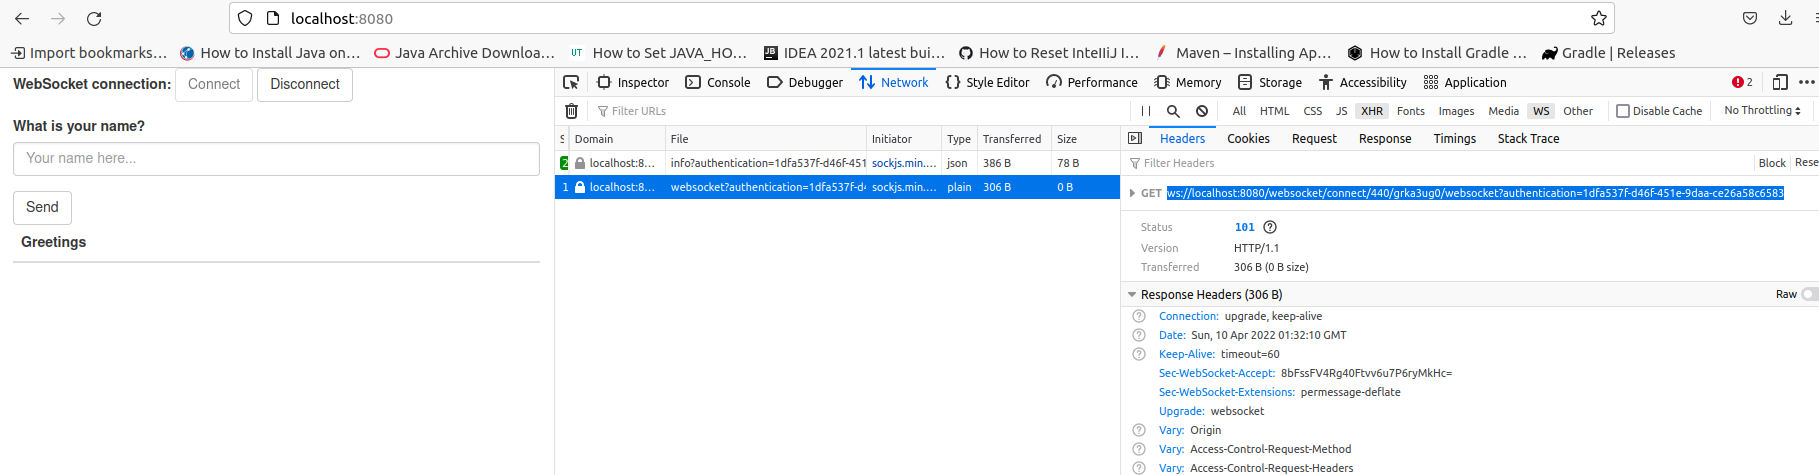 localhost:8080
Import bookmarks… How to Install Java on… Java Archive Downloa… UT How to Set JAVA_HO… IDEA 2021.1 latest bui… How to Reset IntelliJ I… Maven – Installing Ap… How to Install Gradle … Gradle | Releases
WebSocket connection: Connect Disconnect
What is your name?
Your name here...
Send
Greetings
Inspector Console Debugger Network Style Editor Performance Memory Storage Accessibility Application 2
Filter URLs All HTML CSS JS XHR Fonts Images Media WS Other Disable Cache No Throttling
S Domain File Initiator Type Transferred Size
2 localhost:8… info?authentication=1dfa537f-d46f-451 sockjs.min.… json 386 B 78 B
1 localhost:8… websocket?authentication=1dfa537f-d4 sockjs.min.… plain 306 B 0 B
Headers Cookies Request Response Timings Stack Trace
Filter Headers Block Rese
GET ws://localhost:8080/websocket/connect/440/grka3ug0/websocket?authentication=1dfa537f-d46f-451e-9daa-ce26a58c6583
Status 101
Version HTTP/1.1
Transferred 306 B (0 B size)
Response Headers (306 B) Raw
Connection: upgrade, keep-alive
Date: Sun, 10 Apr 2022 01:32:10 GMT
Keep-Alive: timeout=60
Sec-WebSocket-Accept: 8bFssFV4Rg40Ftvv6u7P6ryMkHc=
Sec-WebSocket-Extensions: permessage-deflate
Upgrade: websocket
Vary: Origin
Vary: Access-Control-Request-Method
Vary: Access-Control-Request-Headers